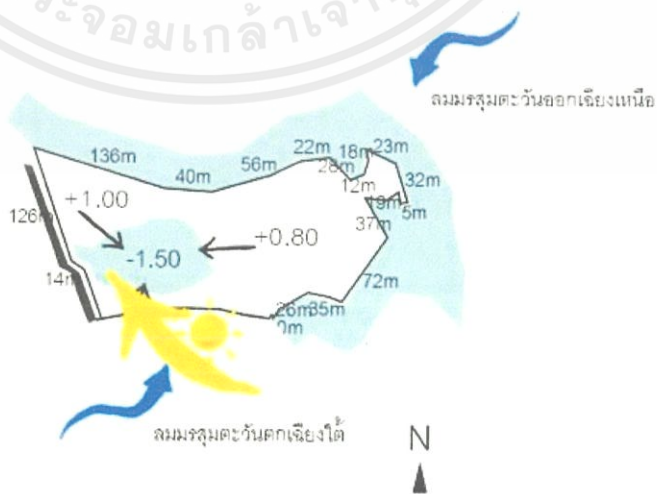 ลมมรสุมตะวันออกเฉียงเหนือ
136m
40m
56m
22m
28m
18m
23m
12m
32m
19m
5m
37m
72m
35m
26m
126m
14m
+1.00
-1.50
+0.80
ลมมรสุมตะวันตกเฉียงใต้
N